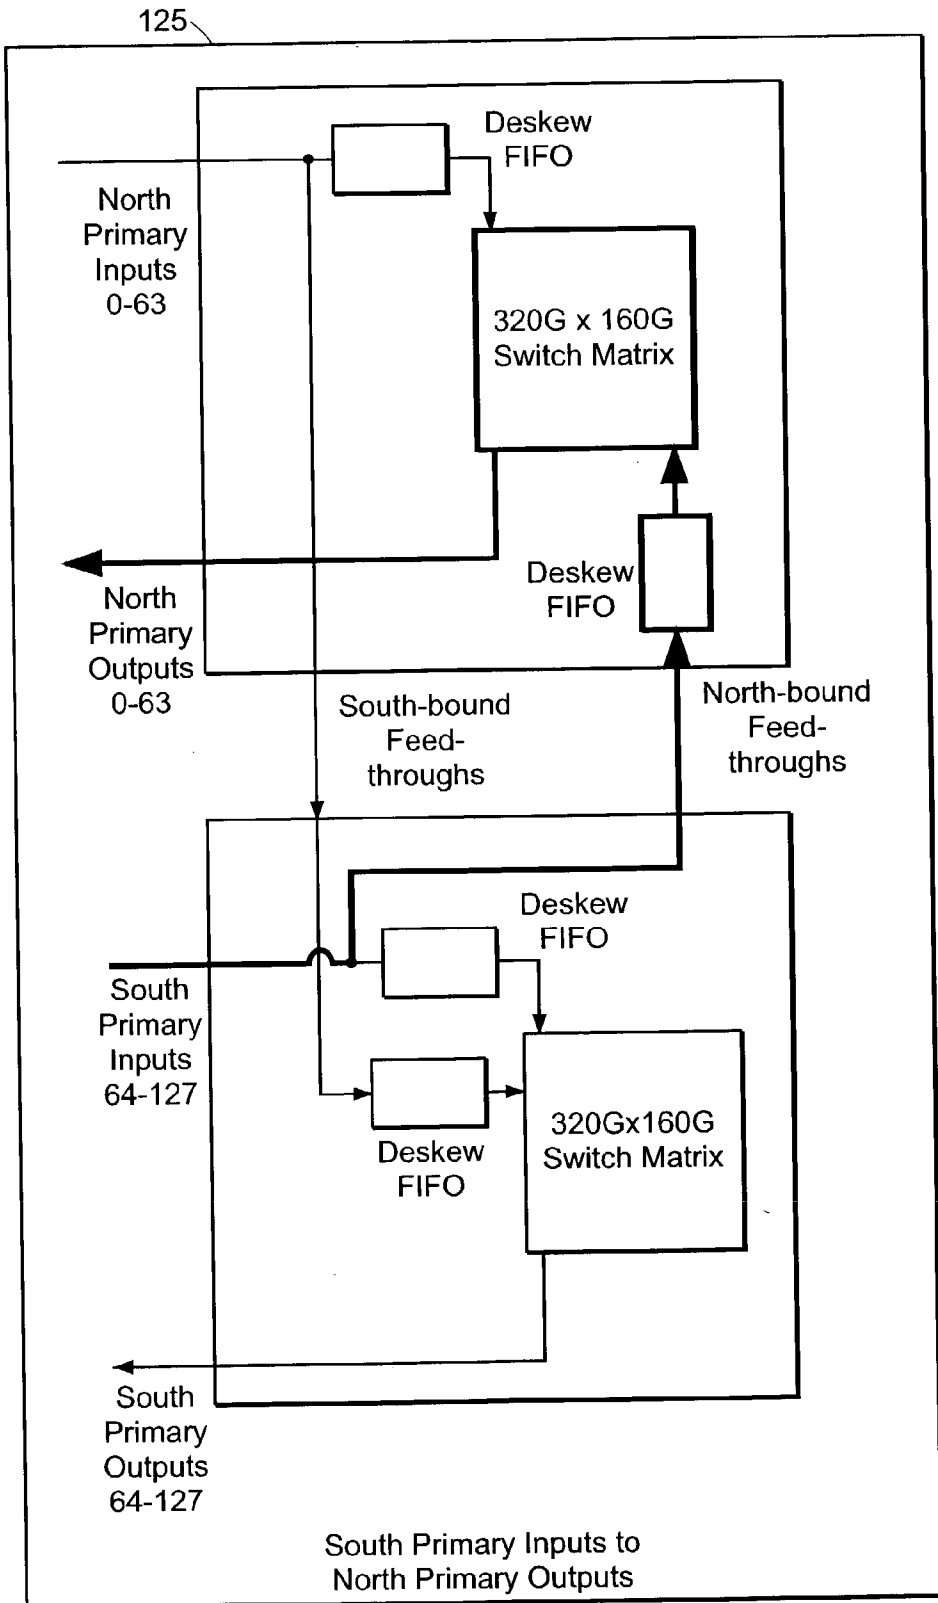 125
Deskew
FIFO
North
Primary
Inputs
0-63
320G x 160G
Switch Matrix
Deskew
FIFO
North
Primary
Outputs
0-63
South-bound
Feed-
throughs
North-bound
Feed-
throughs
Deskew
FIFO
South
Primary
Inputs
64-127
320Gx160G
Switch Matrix
Deskew
FIFO
South
Primary
Outputs
64-127
South Primary Inputs to
North Primary Outputs